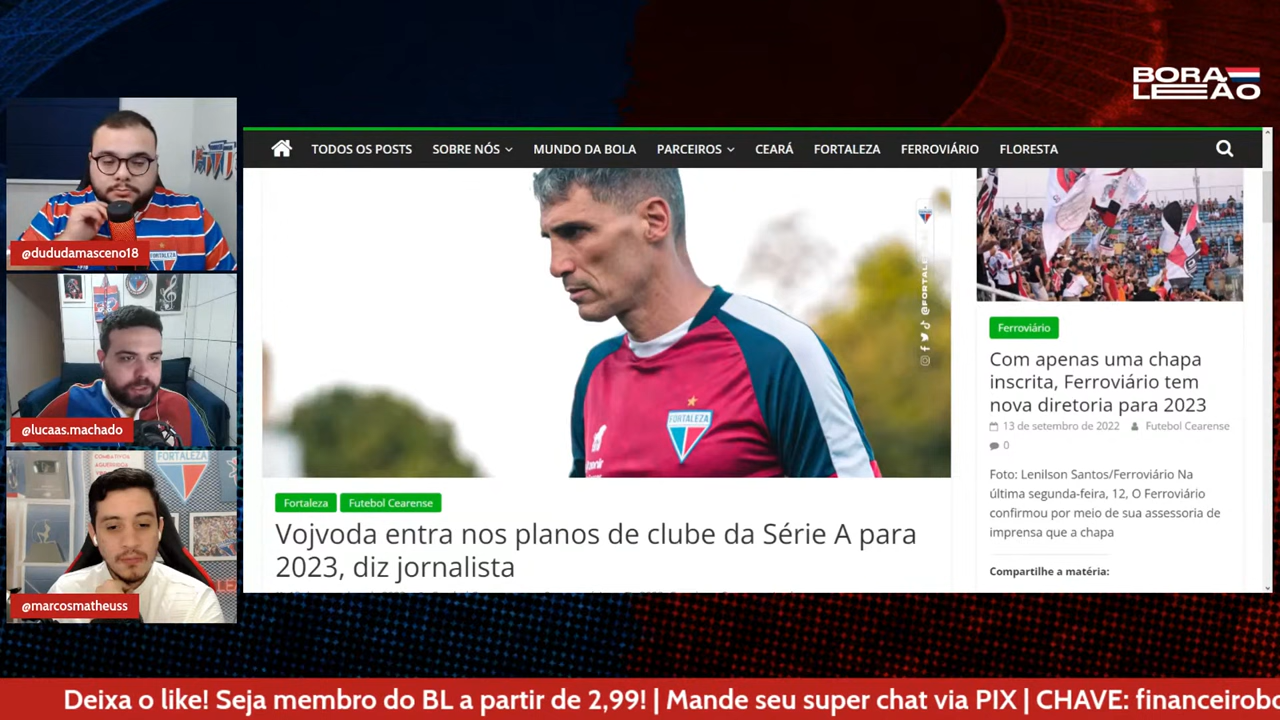 BORA
LEÃO
TODOS OS POSTS
SOBRE NÓS
MUNDO DA BOLA
PARCEIROS
CEARÁ
FORTALEZA
FERROVIÁRIO
FLORESTA
@dududamasceno18
@lucaas.machado
@marcosmatheuss
FORTALEZA
FORTALEZA
FORTALEZA
Fortaleza
Futebol Cearense
Vojvoda entra nos planos de clube da Série A para
2023, diz jornalista
Ferroviário
Com apenas uma chapa
inscrita, Ferroviário tem
nova diretoria para 2023
13 de setembro de 2022
Futebol Cearense
0
Foto: Lenilson Santos/Ferroviário Na
última segunda-feira, 12, O Ferroviário
confirmou por meio de sua assessoria de
imprensa que a chapa
Compartilhe a matéria:
Deixa o like! Seja membro do BL a partir de 2,99! | Mande seu super chat via PIX | CHAVE: financeirobo